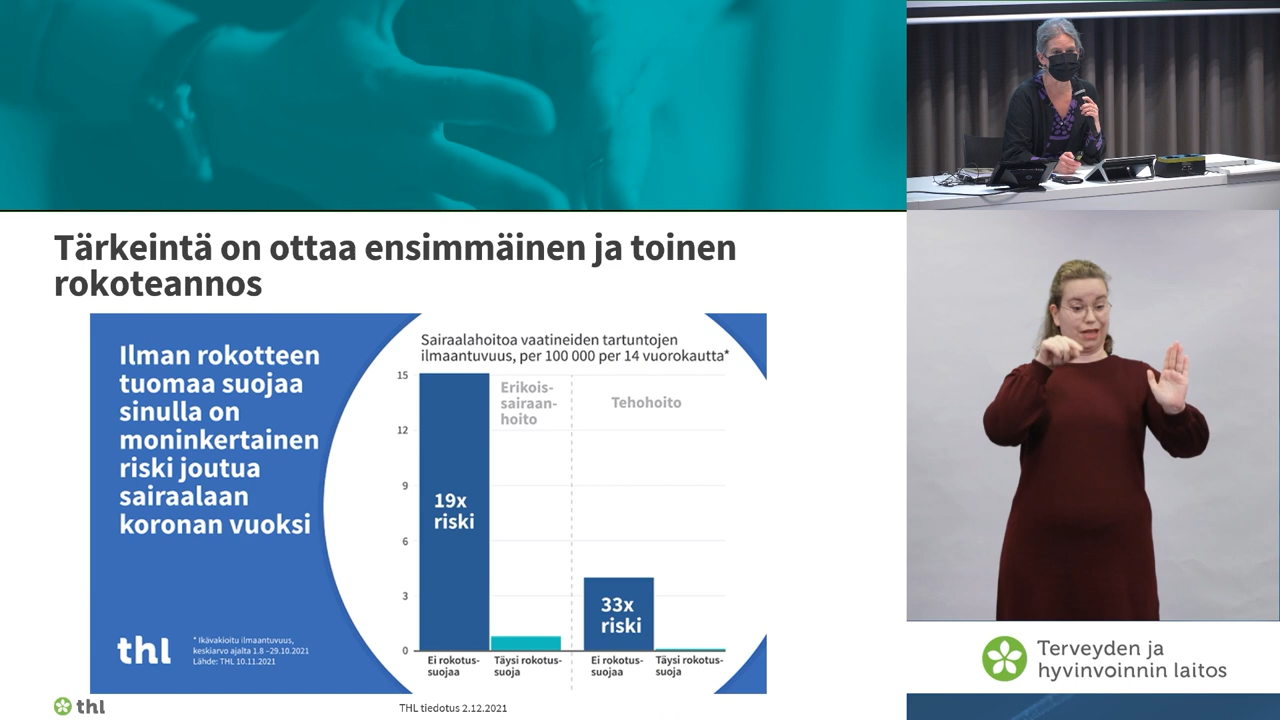 Tärkeintä on ottaa ensimmäinen ja toinen
rokoteannos
Ilman rokotteen
tuomaa suojaa
sinulla on
moninkertainen
riski joutua
sairaalaan
koronan vuoksi
thl
* Ikävakioitu ilmaantuvuus,
keskiarvo ajalta 1.8 –29.10.2021
Lähde: THL 10.11.2021
Sairaalahoitoa vaatineiden tartuntojen
ilmaantuvuus, per 100 000 per 14 vuorokautta*
15
12
9
6
3
0
Erikois-
sairaan-
hoito
Tehohoito
19x
riski
33x
riski
Ei rokotus-
suojaa
Täysi rokotus-
suoja
Ei rokotus-
suojaa
Täysi rokotus-
suoja
thl
THL tiedotus 2.12.2021
Terveyden ja
hyvinvoinnin laitos